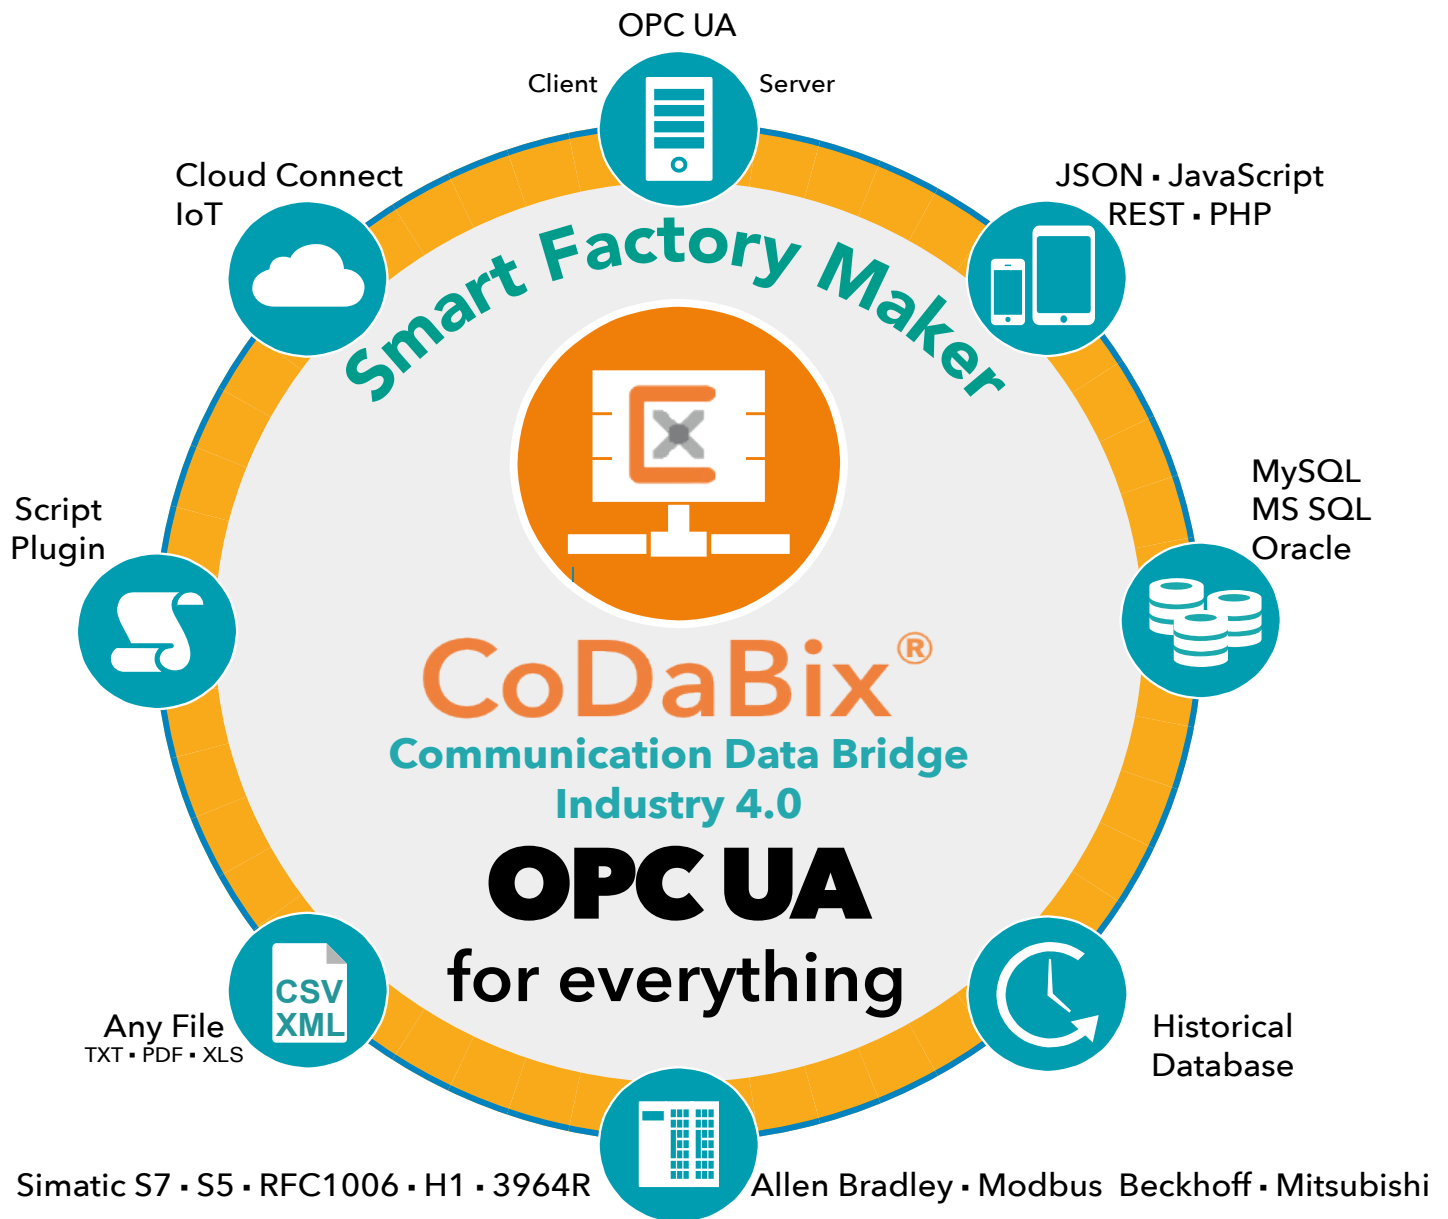 OPC UA
Client
Server
Cloud Connect
IoT
JSON ▪ JavaScript
REST ▪ PHP
Smart Factory Maker
MySQL
MS SQL
Oracle
Script
Plugin
CoDaBix®
Communication Data Bridge
Industry 4.0
OPC UA
for everything
CSV
XML
Any File
TXT ▪ PDF ▪ XLS
Historical
Database
Simatic S7 ▪ S5 ▪ RFC1006 ▪ H1 ▪ 3964R
Allen Bradley ▪ Modbus Beckhoff ▪ Mitsubishi